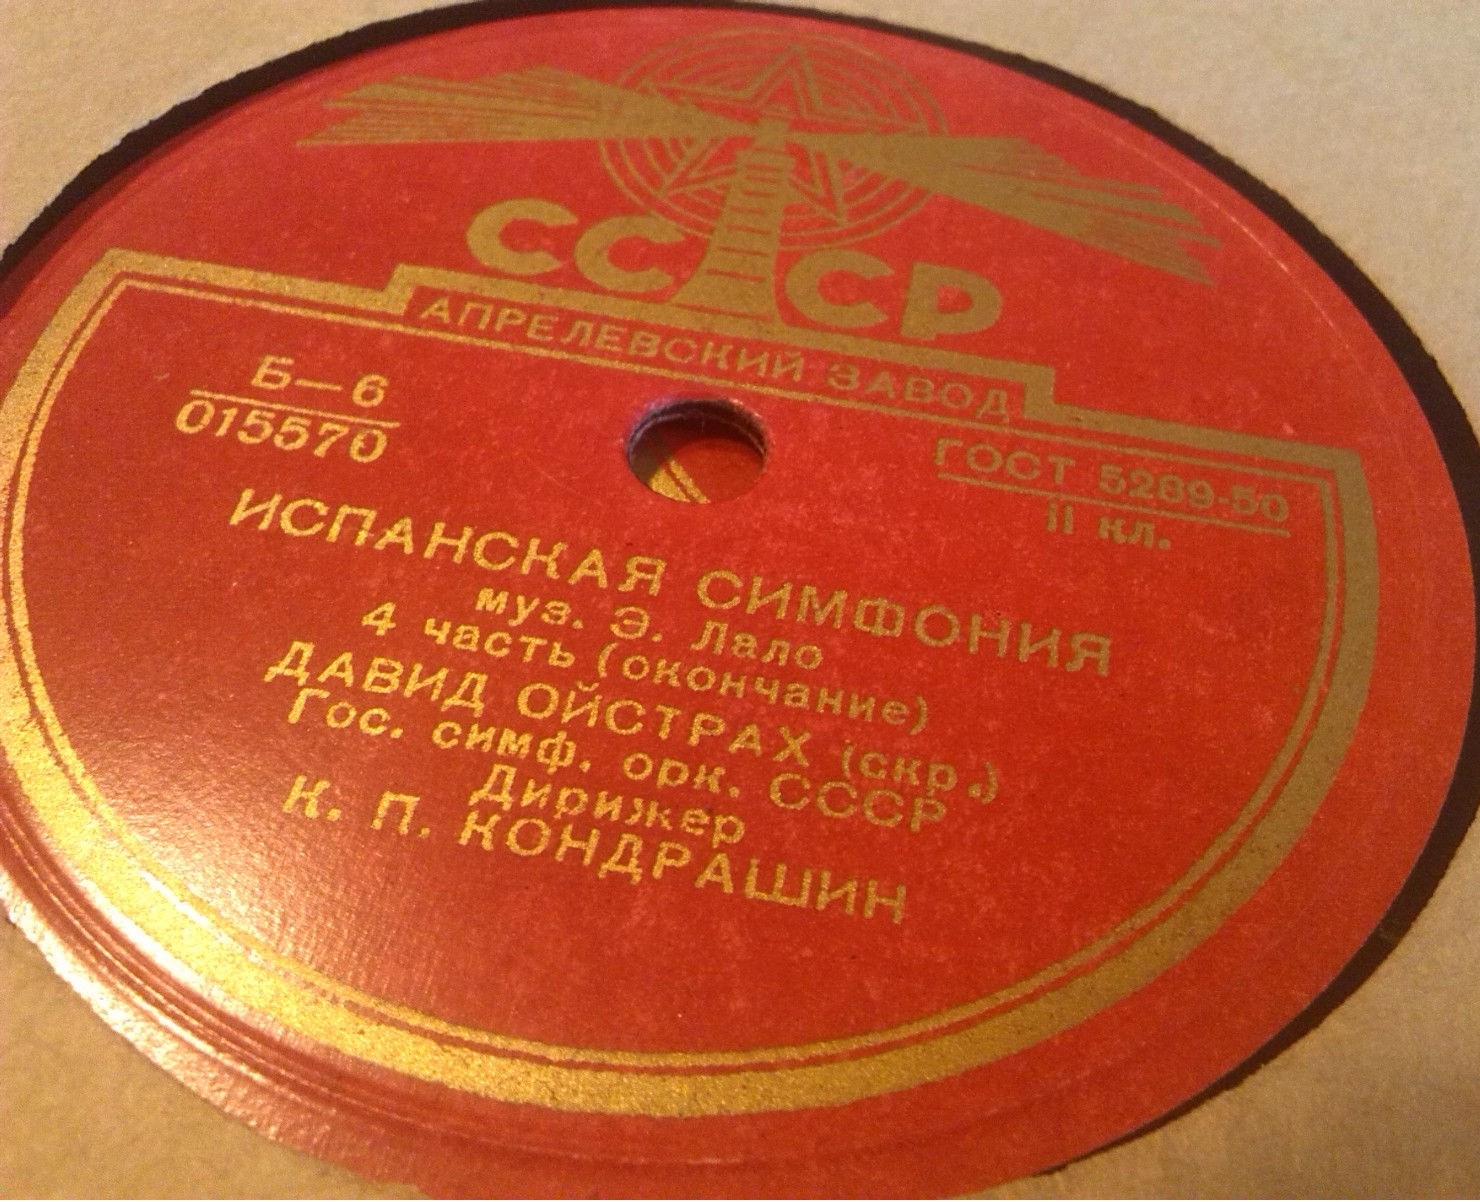 СССР
АПРЕЛЕВСКИЙ ЗАВОД
Б—6
015570
ГОСТ 5289-50
II кл.
ИСПАНСКАЯ СИМФОНИЯ
муз. Э. Лало
4 часть (окончание)
ДАВИД ОЙСТРАХ (скр.)
Гос. симф. орк. СССР
Дирижер
К. П. КОНДРАШИН